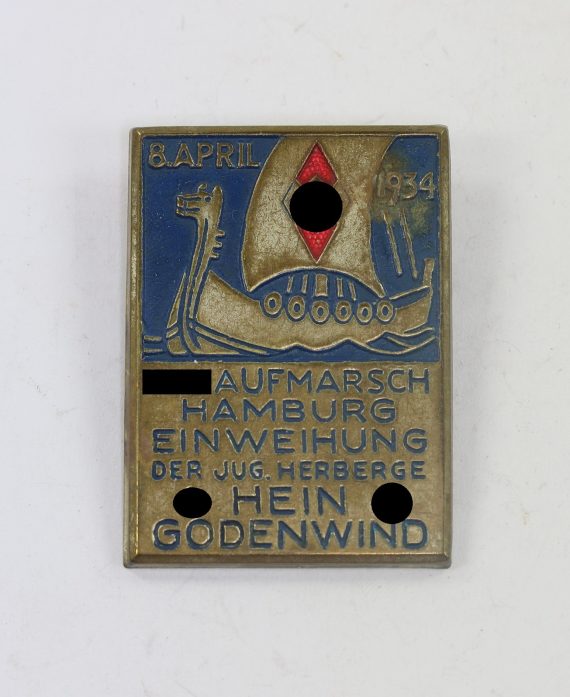 8. APRIL 1934
AUFMARSCH
HAMBURG
EINWEIHUNG
DER JUG. HERBERGE
HEIN
GODENWIND